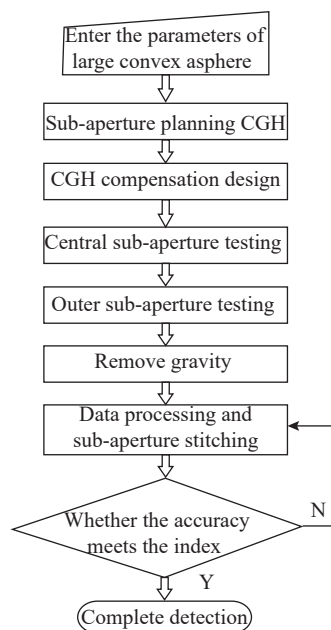 Enter the parameters of
large convex asphere
Sub-aperture planning CGH
CGH compensation design
Central sub-aperture testing
Outer sub-aperture testing
Remove gravity
Data processing and
sub-aperture stitching
Whether the accuracy
meets the index
N
Y
Complete detection